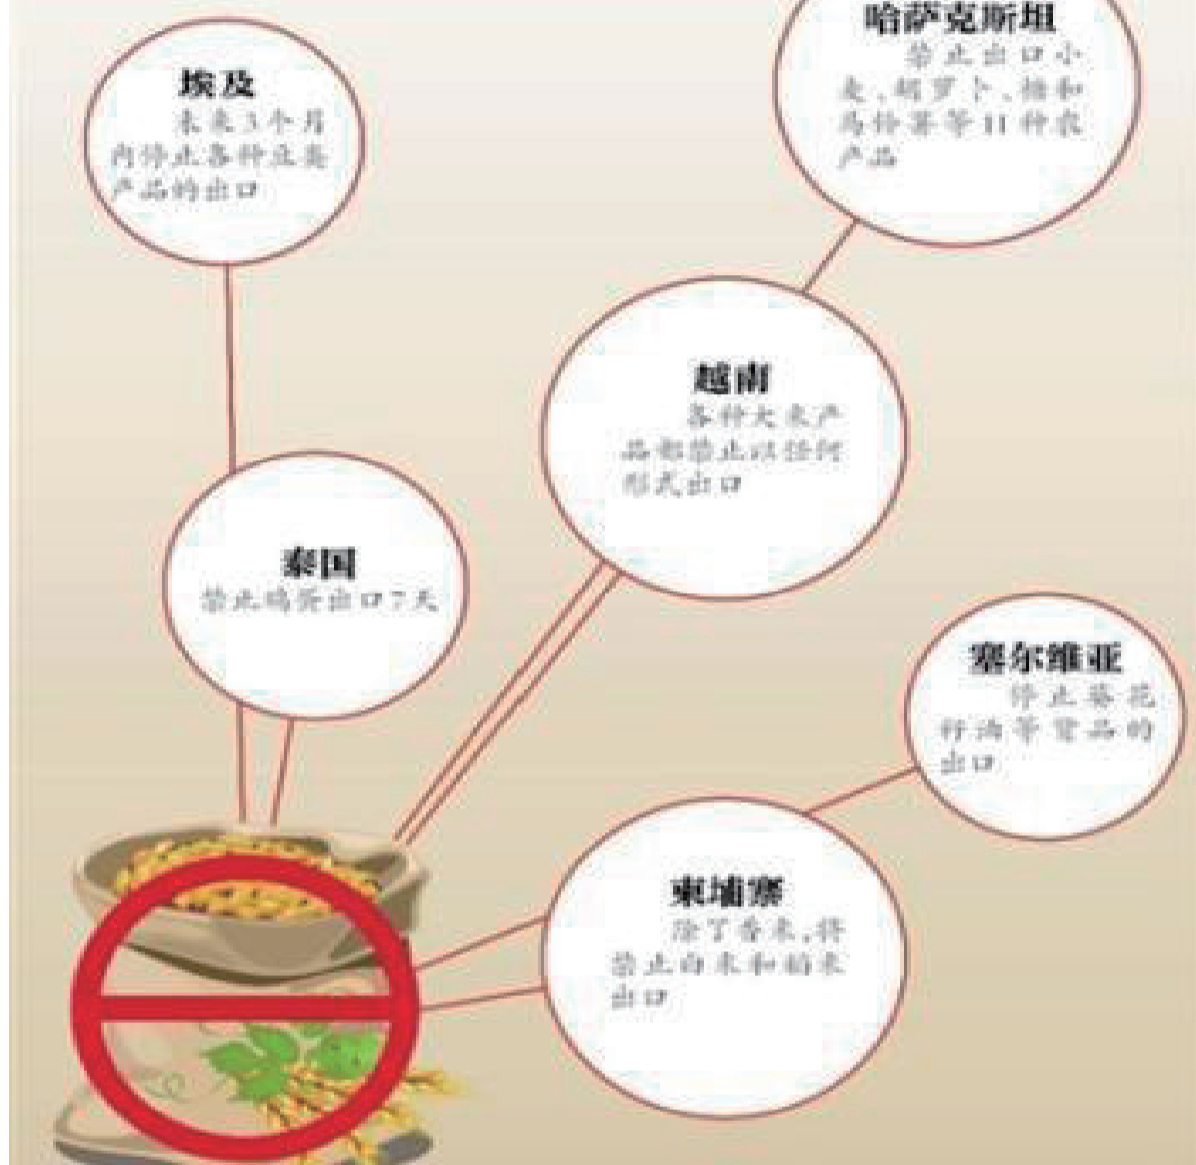 埃及
未来3个月
内停止各种豆类
产品的出口
哈萨克斯坦
禁止出口小
麦、胡萝卜、糖和
马铃薯等11种农
产品
越南
各种大米产
品都禁止以任何
形式出口
泰国
禁止鸡蛋出口7天
塞尔维亚
停止葵花
籽油等货品的
出口
柬埔寨
除了香米,将
禁止白米和稻米
出口